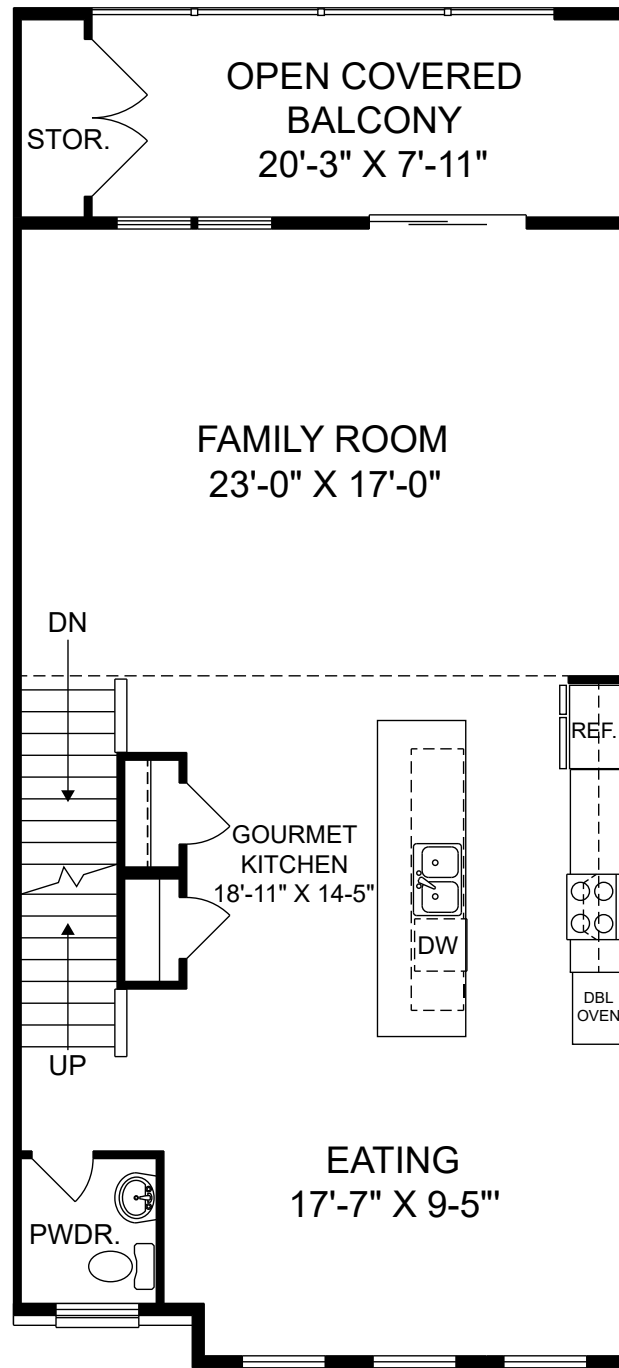 OPEN COVERED
BALCONY
20'-3" X 7'-11"
STOR.
FAMILY ROOM
23'-0" X 17'-0"
DN
REF.
GOURMET
KITCHEN
18'-11" X 14-5"
DW
DBL
OVEN
UP
EATING
17'-7" X 9-5"'
PWDR.